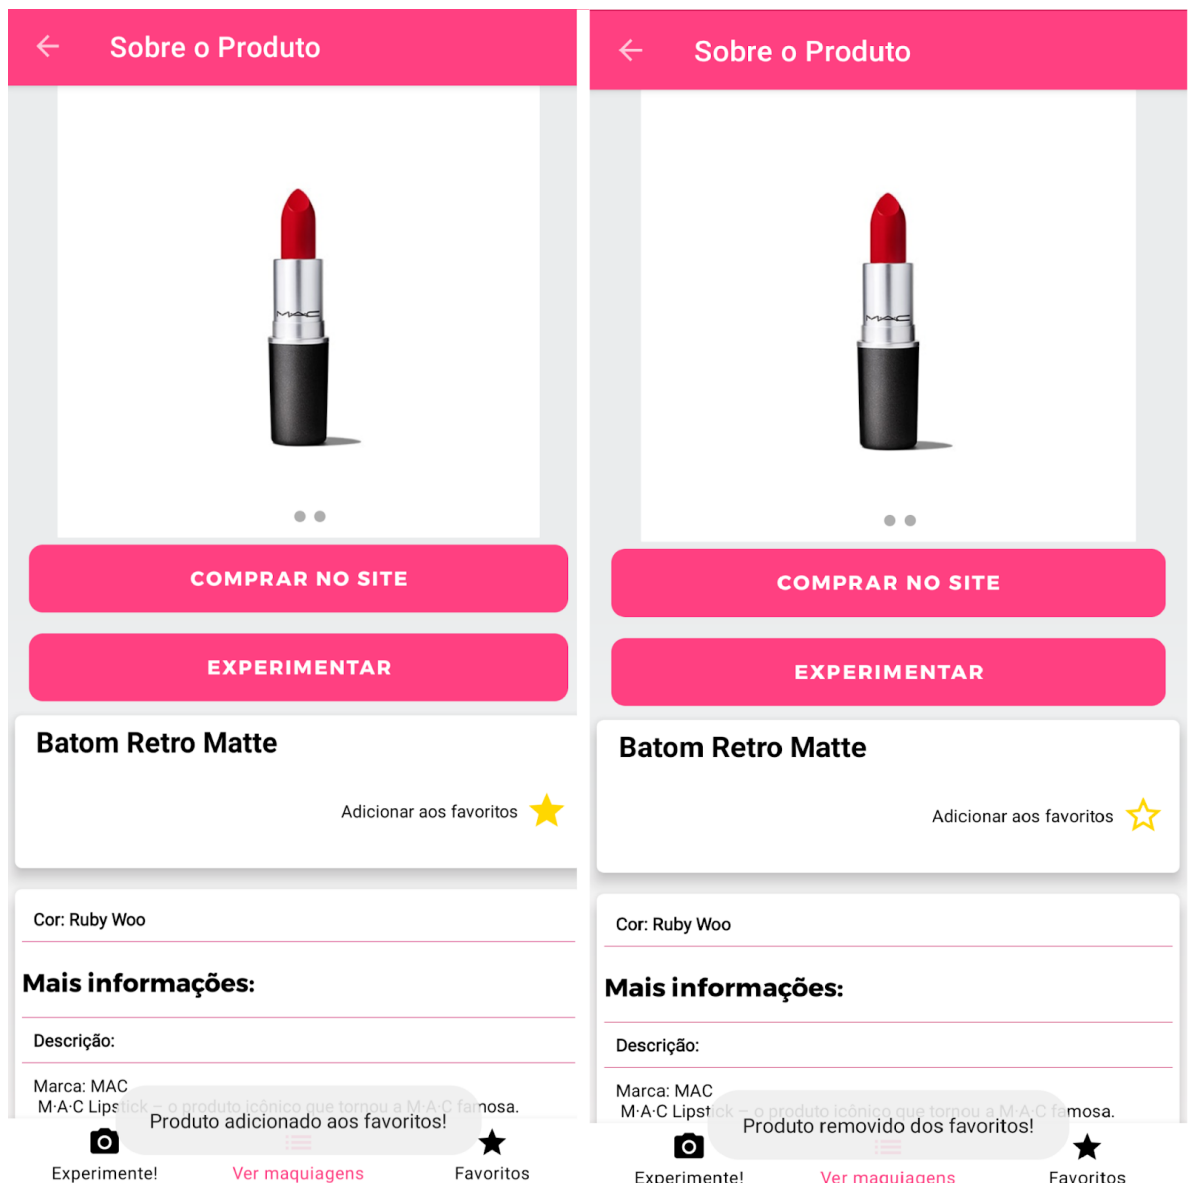 Sobre o Produto
MAC
COMPRAR NO SITE
EXPERIMENTAR
Batom Retro Matte
Adicionar aos favoritos
Cor: Ruby Woo
Mais informações:
Descrição:
Marca: MAC
M·A·C Lipstick – o produto icônico que tornou a M·A·C famosa.
Produto adicionado aos favoritos!
Experimente!
Ver maquiagens
Favoritos
Sobre o Produto
MAC
COMPRAR NO SITE
EXPERIMENTAR
Batom Retro Matte
Adicionar aos favoritos
Cor: Ruby Woo
Mais informações:
Descrição:
Marca: MAC
M·A·C Lipstick – o produto icônico que tornou a M·A·C famosa.
Produto removido dos favoritos!
Experimente!
Ver maquiagens
Favoritos